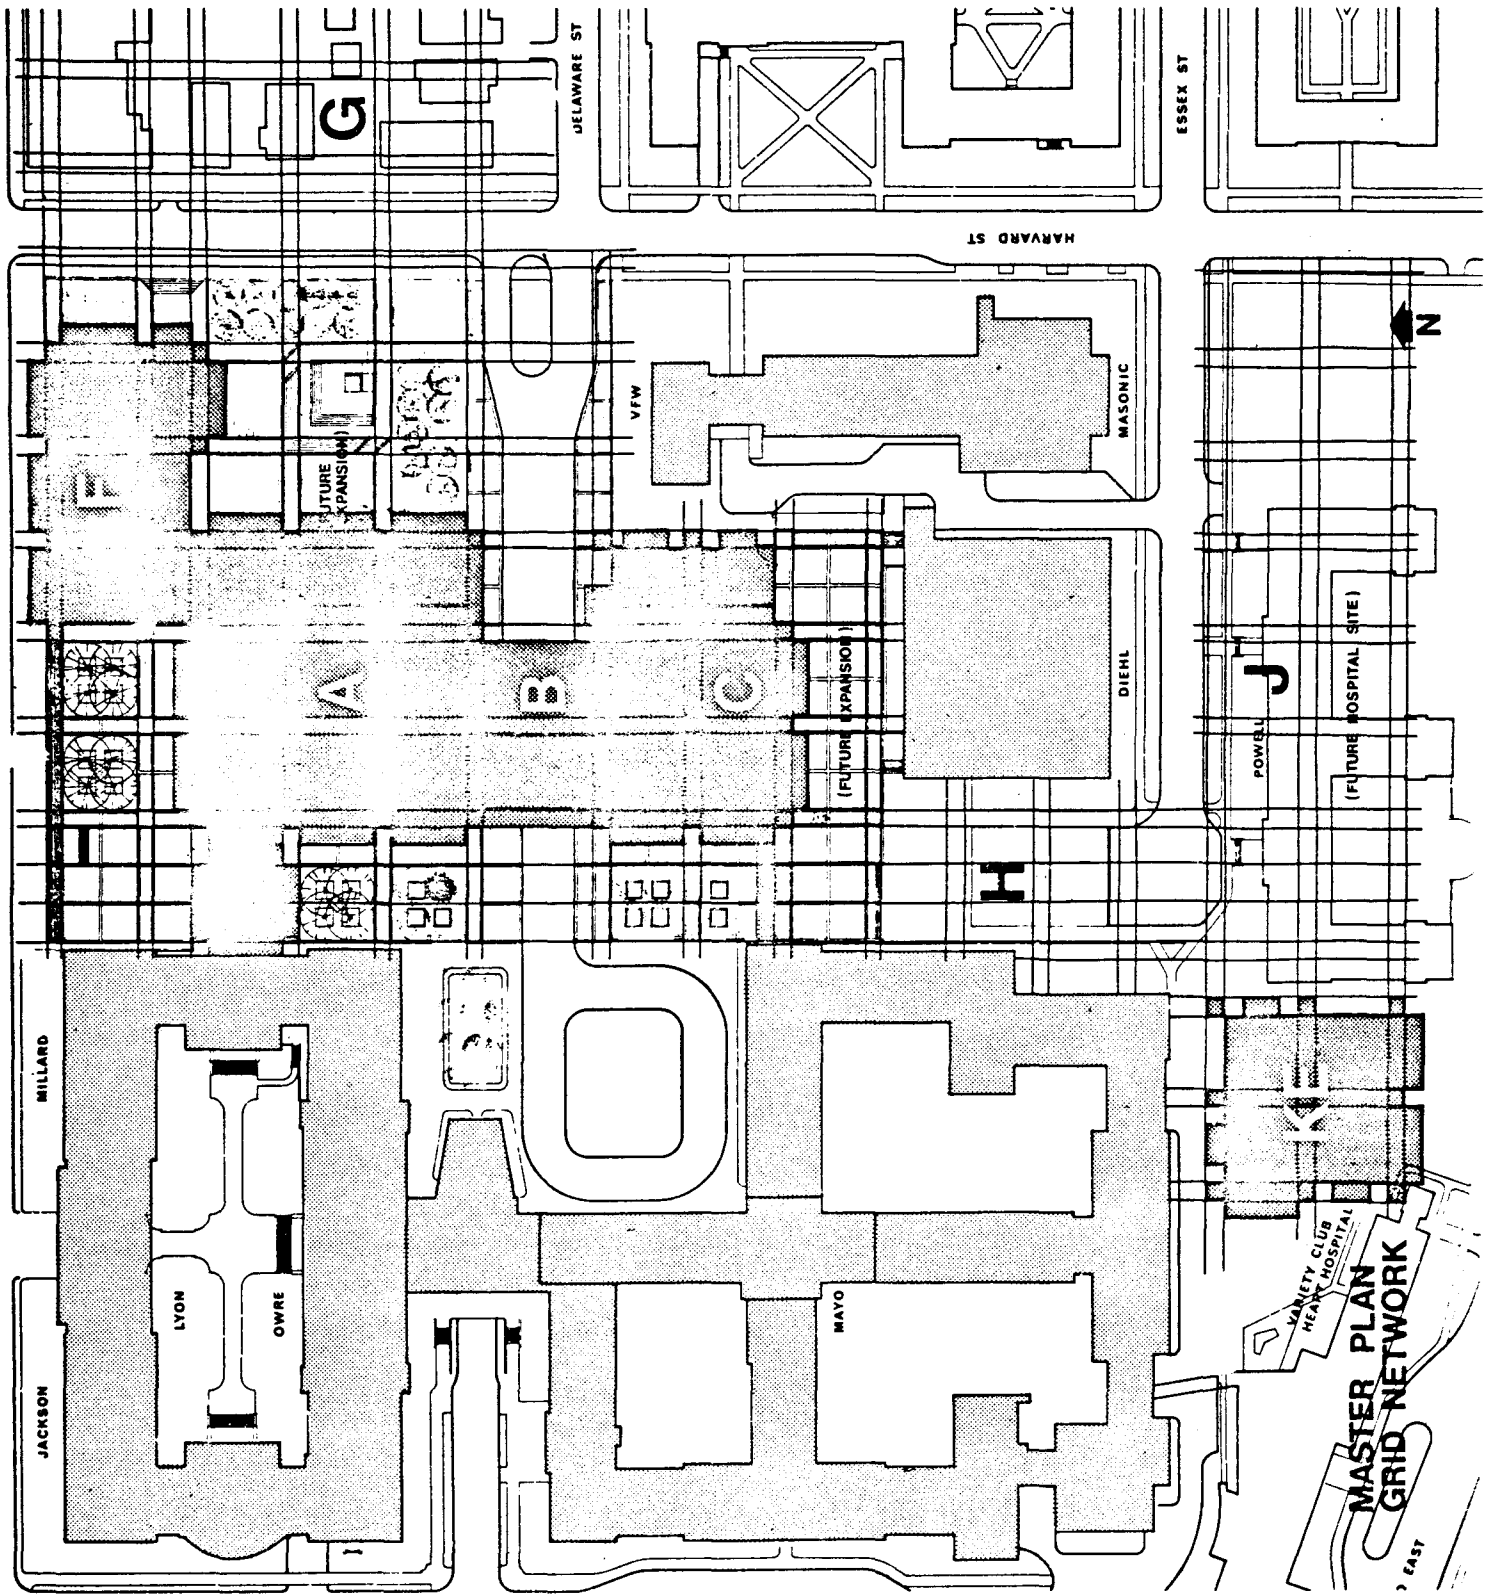 G
DELAWARE ST
ESSEX ST
HARVARD ST
N
F
VFW
MASONIC
(FUTURE
EXPANSION)
A
B
C
(FUTURE EXPANSION)
DIEHL
J
POWELL
(FUTURE HOSPITAL SITE)
H
MILLARD
K
JACKSON
LYON
OWRE
MAYO
VARIETY CLUB
HEART HOSPITAL
MASTER PLAN
GRID NETWORK
EAST